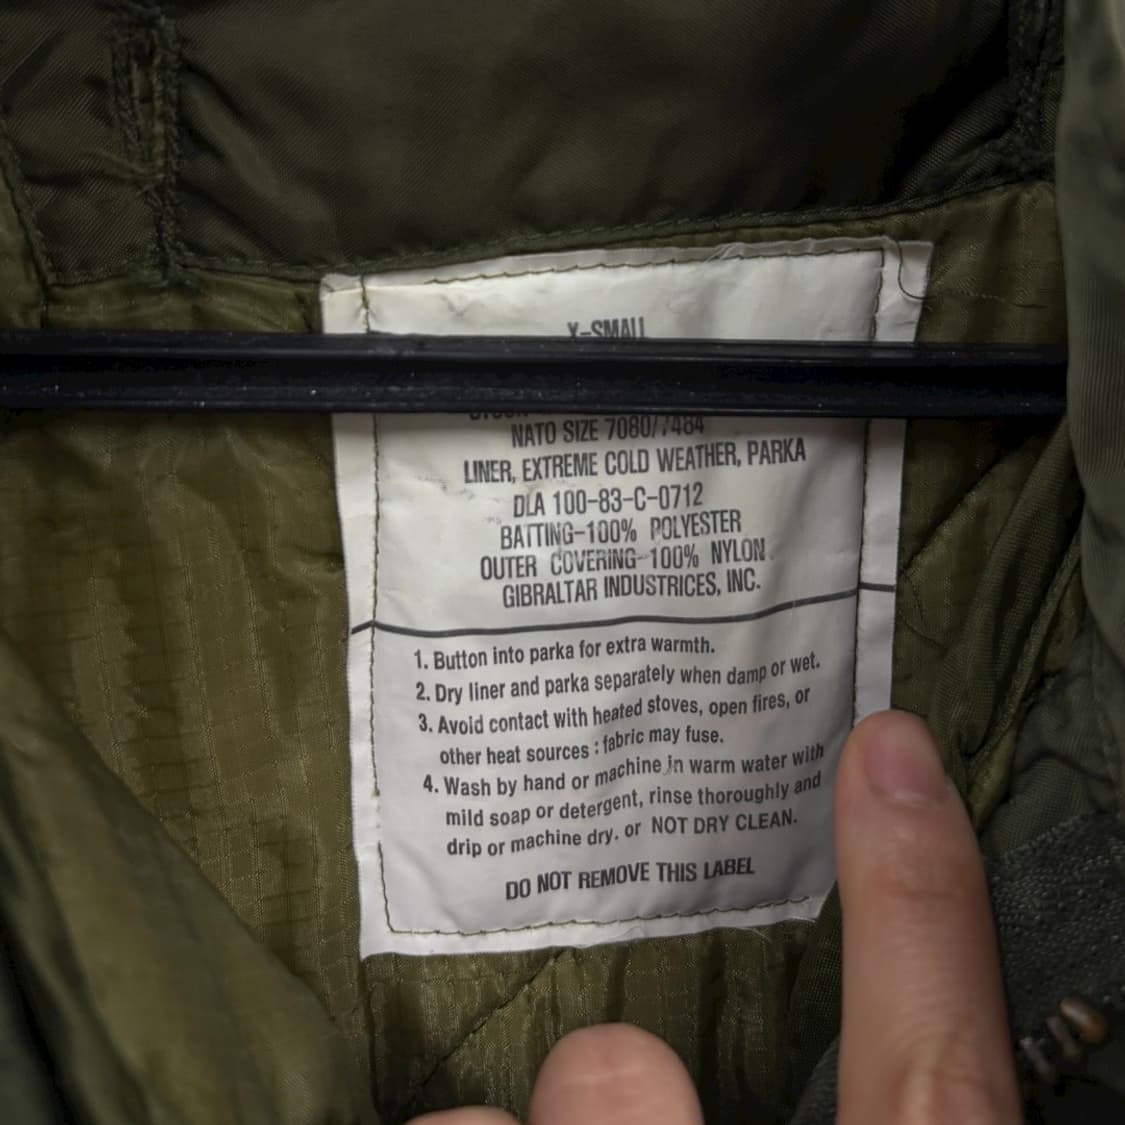 X-SMALL
NATO SIZE 7080/7484
LINER, EXTREME COLD WEATHER, PARKA
DLA 100-83-C-0712
BATTING-100% POLYESTER
OUTER COVERING-100% NYLON
GIBRALTAR INDUSTRICES, INC.
1. Button into parka for extra warmth.
2. Dry liner and parka separately when damp or wet.
3. Avoid contact with heated stoves, open fires, or
other heat sources : fabric may fuse.
4. Wash by hand or machine in warm water with
mild soap or detergent, rinse thoroughly and
drip or machine dry. or NOT DRY CLEAN.
DO NOT REMOVE THIS LABEL